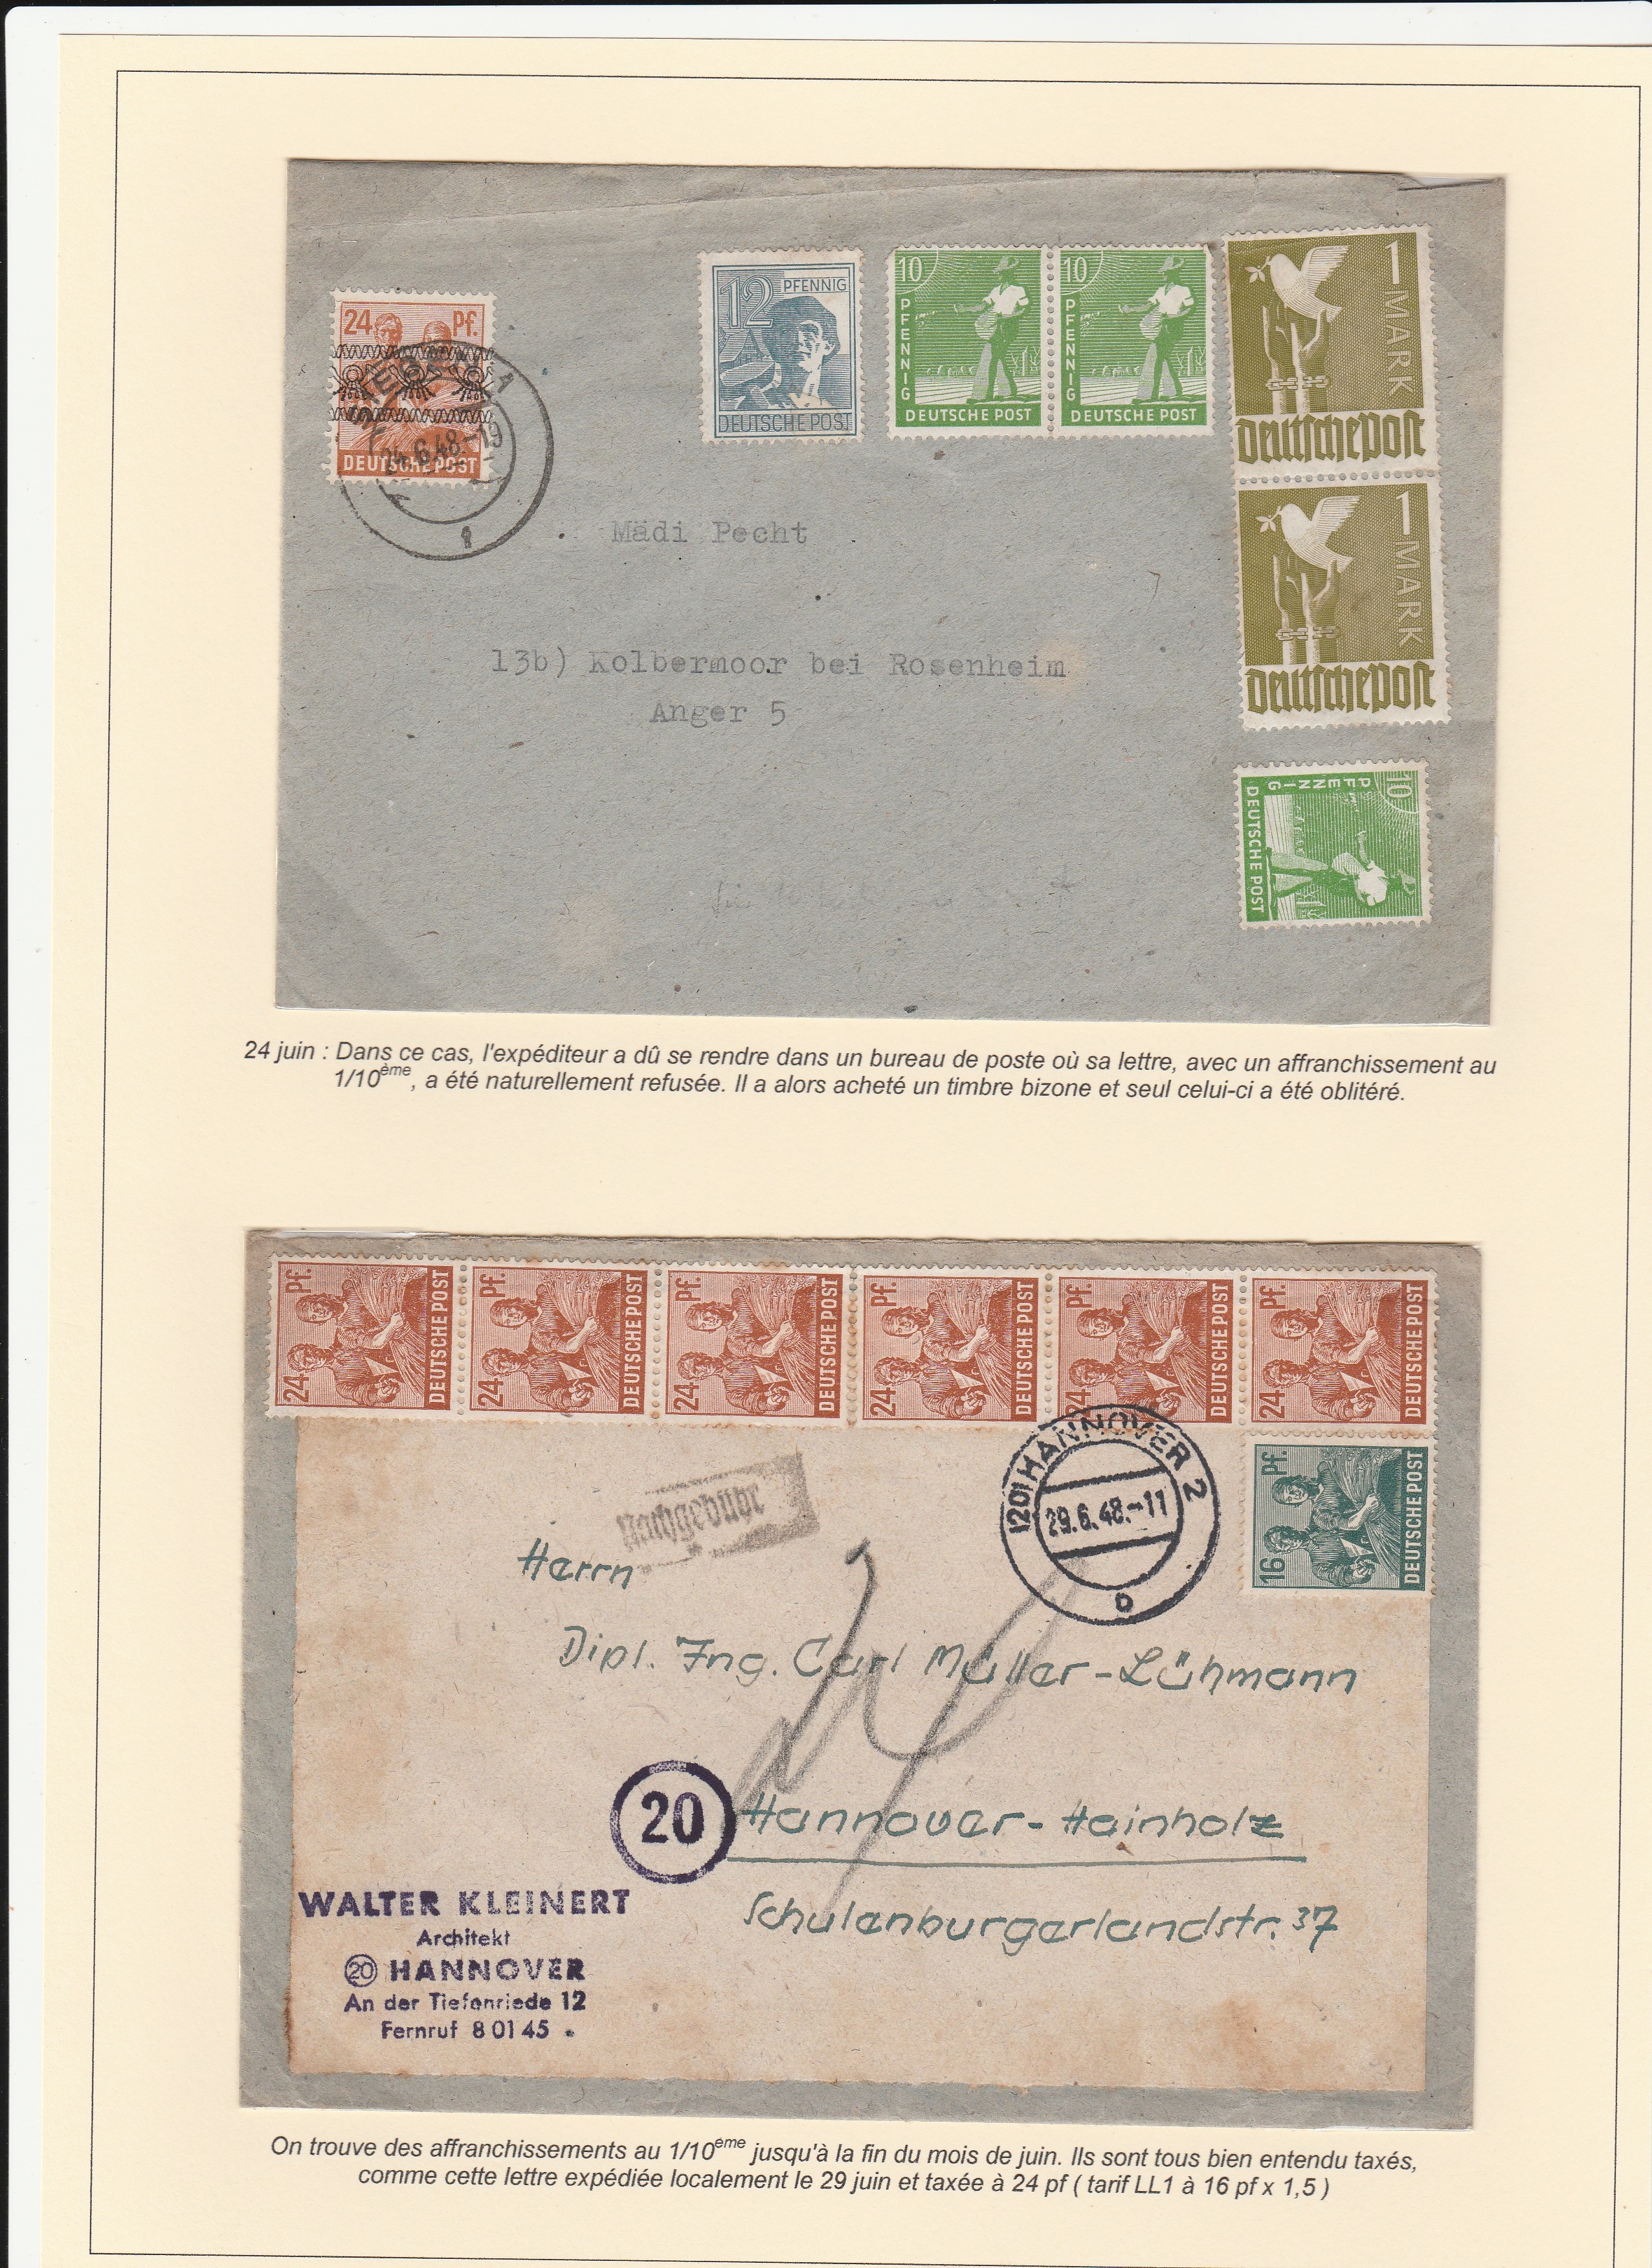 24 Pf.
DEUTSCHE POST
24.6.48.-19
12 PFENNIG
DEUTSCHE POST
10 PFENNIG
DEUTSCHE POST
10 PFENNIG
DEUTSCHE POST
1 MARK
deutsche post
1 MARK
deutsche post
10 PFENNIG
DEUTSCHE POST
Mädi Pecht
13b) Kolbermoor bei Rosenheim
Anger 5
24 juin : Dans ce cas, l'expéditeur a dû se rendre dans un bureau de poste où sa lettre, avec un affranchissement au
1/10ème, a été naturellement refusée. Il a alors acheté un timbre bizone et seul celui-ci a été oblitéré.
24 Pf.
DEUTSCHE POST
24 Pf.
DEUTSCHE POST
24 Pf.
DEUTSCHE POST
24 Pf.
DEUTSCHE POST
24 Pf.
DEUTSCHE POST
24 Pf.
DEUTSCHE POST
16 Pf.
DEUTSCHE POST
(20) HANNOVER 2
29.6.48.-11
b
Nachgebühr
24
Herrn
Dipl. Ing. Carl Müller-Lühmann
20
Hannover-Hainholz
Schulenburgerlandstr. 37
WALTER KLEINERT
Architekt
20 HANNOVER
An der Tiefenriede 12
Fernruf 8 01 45
On trouve des affranchissements au 1/10ème jusqu'à la fin du mois de juin. Ils sont tous bien entendu taxés,
comme cette lettre expédiée localement le 29 juin et taxée à 24 pf ( tarif LL1 à 16 pf x 1,5 )